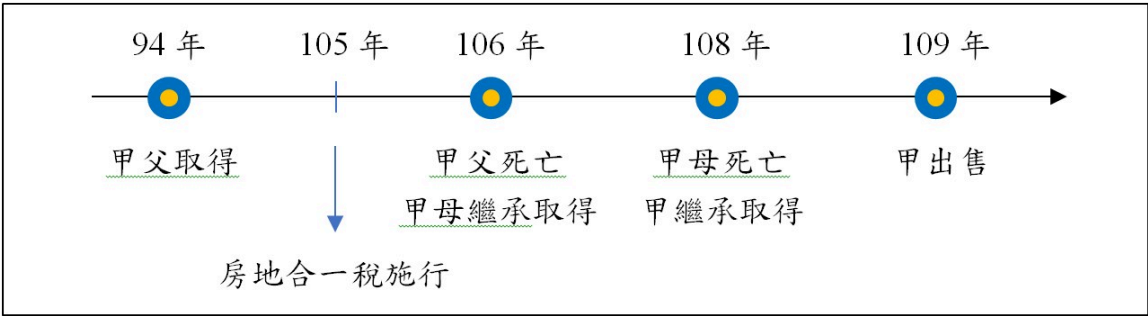 94 年 105 年 106 年 108 年 109 年
甲父取得 甲父死亡 甲母死亡 甲出售
甲母繼承取得 甲繼承取得
房地合一稅施行